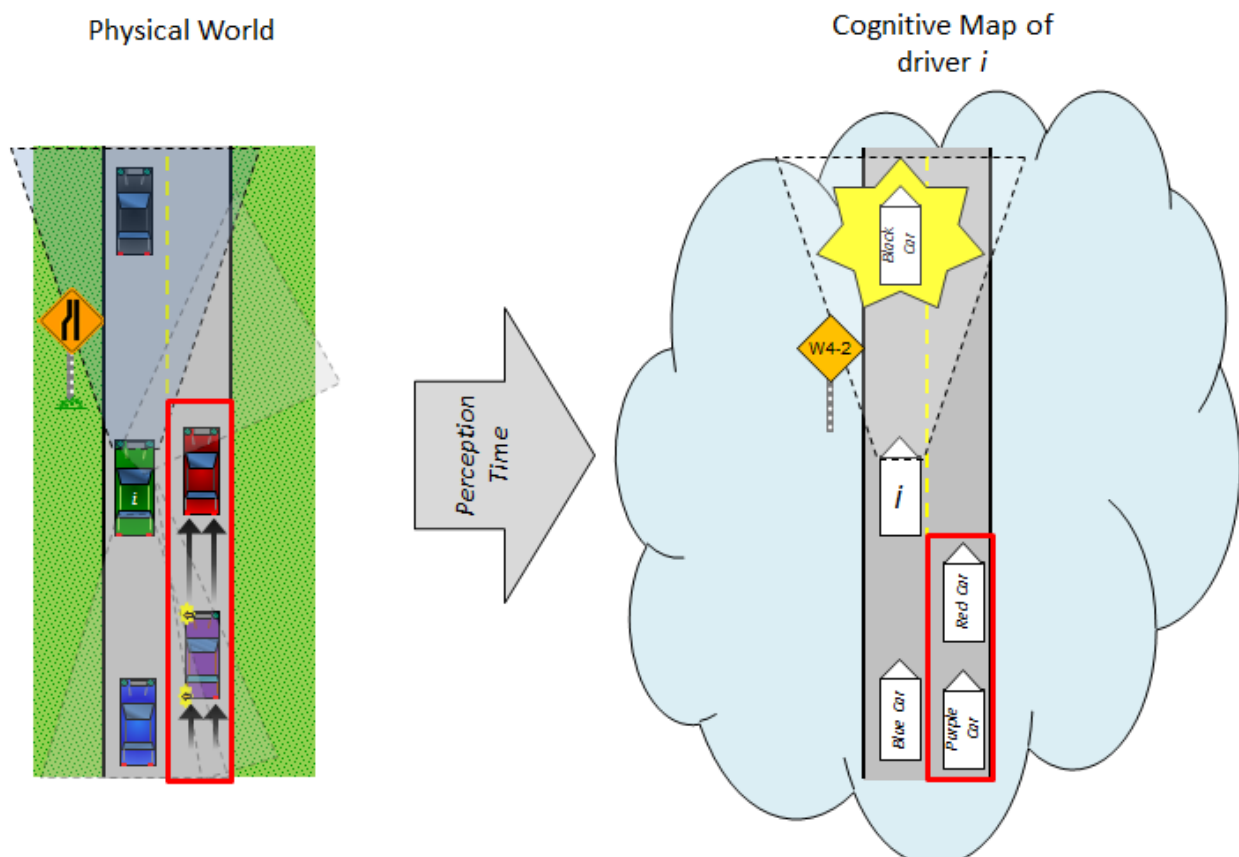 Physical World
Cognitive Map of
driver i
Black
Car
W4-2
i
i
Perception
Time
Red Car
Blue Car
Purple
Car